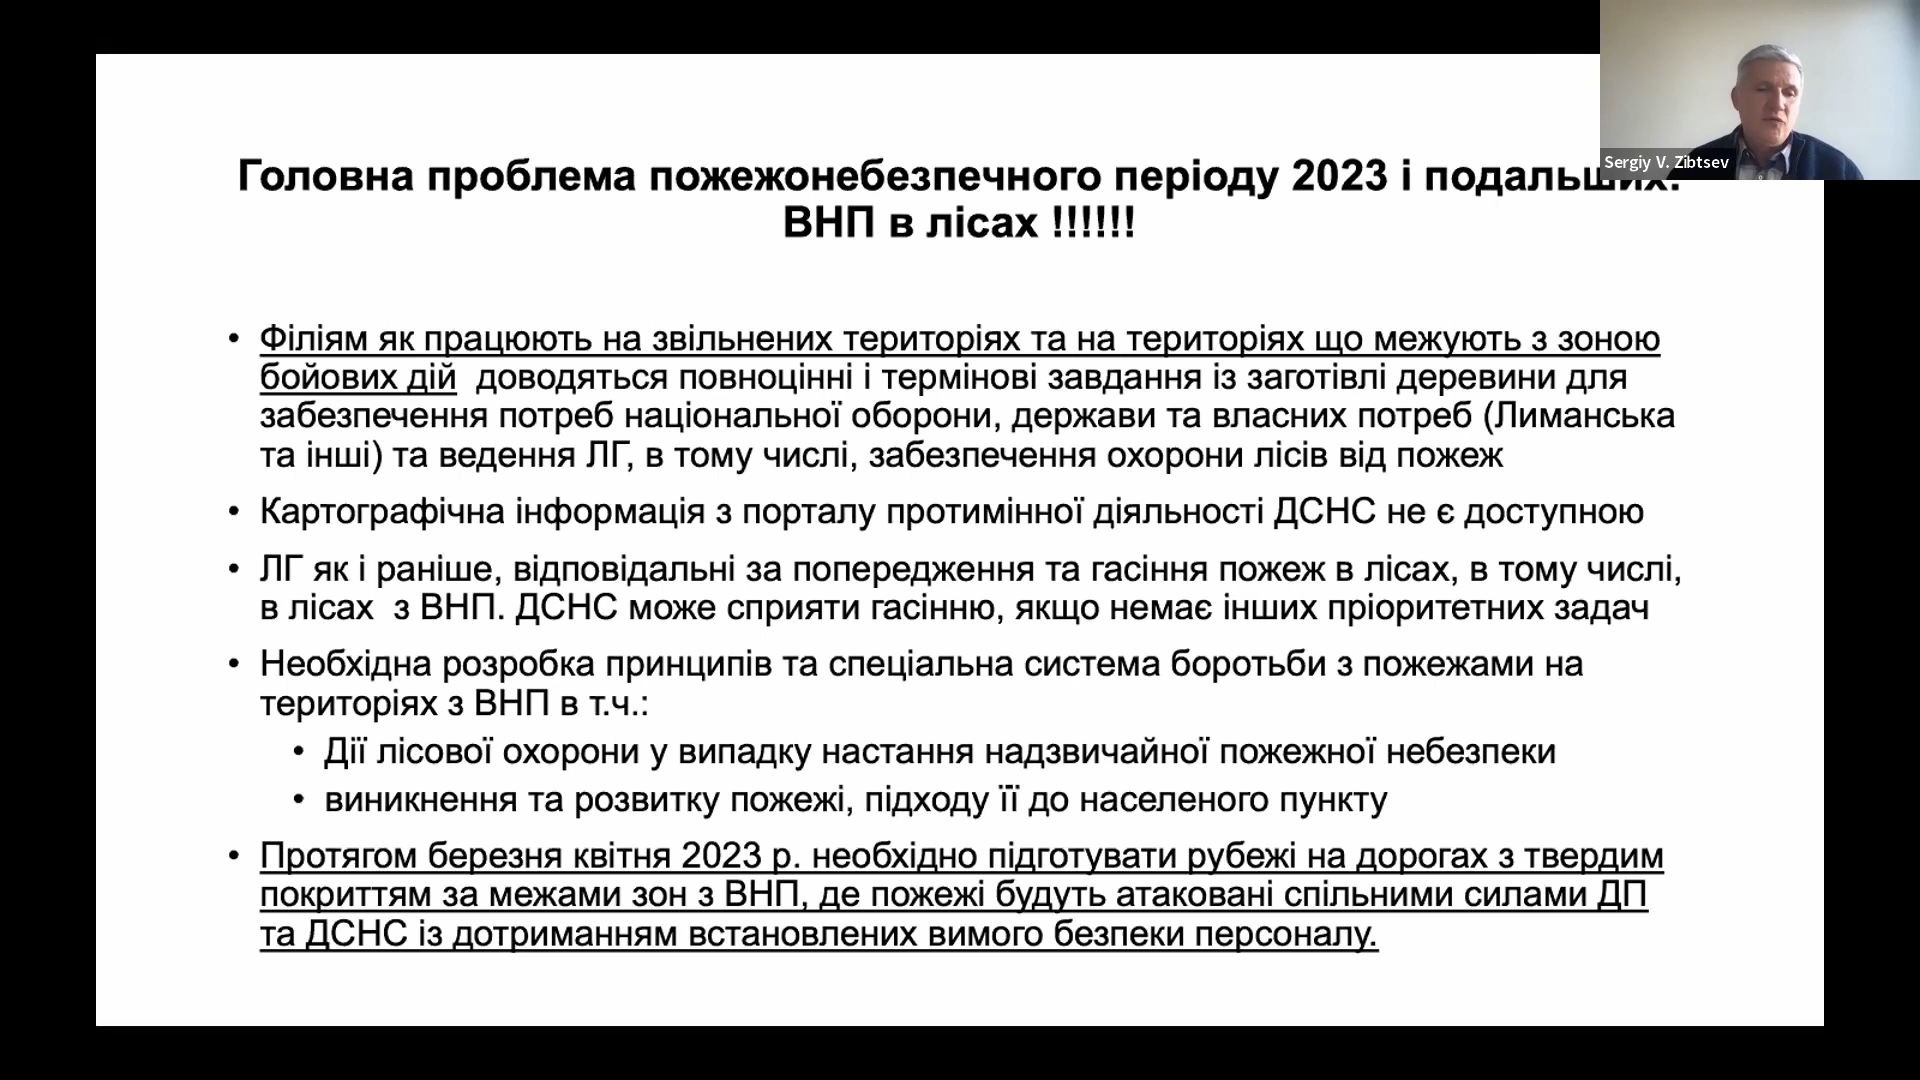 Sergiy V. Zibtsev
Головна проблема пожежонебезпечного періоду 2023 і подальших:
ВНП в лісах !!!!!!
• Філіям як працюють на звільнених територіях та на територіях що межують з зоною
бойових дій доводяться повноцінні і термінові завдання із заготівлі деревини для
забезпечення потреб національної оборони, держави та власних потреб (Лиманська
та інші) та ведення ЛГ, в тому числі, забезпечення охорони лісів від пожеж
• Картографічна інформація з порталу протимінної діяльності ДСНС не є доступною
• ЛГ як і раніше, відповідальні за попередження та гасіння пожеж в лісах, в тому числі,
в лісах з ВНП. ДСНС може сприяти гасінню, якщо немає інших пріоритетних задач
• Необхідна розробка принципів та спеціальна система боротьби з пожежами на
територіях з ВНП в т.ч.:
• Дії лісової охорони у випадку настання надзвичайної пожежної небезпеки
• виникнення та розвитку пожежі, підходу її до населеного пункту
• Протягом березня квітня 2023 р. необхідно підготувати рубежі на дорогах з твердим
покриттям за межами зон з ВНП, де пожежі будуть атаковані спільними силами ДП
та ДСНС із дотриманням встановлених вимого безпеки персоналу.